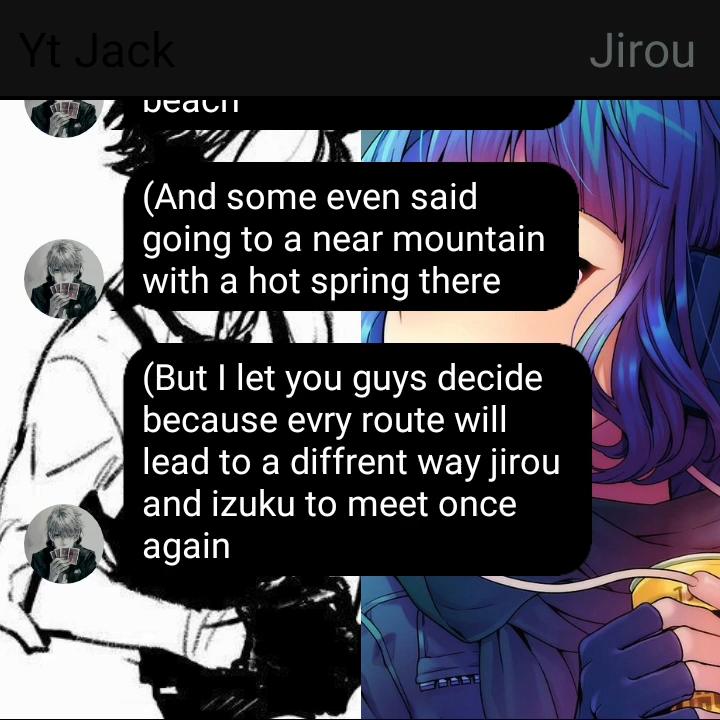 Yt Jack
Jirou
beach
(And some even said
going to a near mountain
with a hot spring there
(But I let you guys decide
because evry route will
lead to a diffrent way jirou
and izuku to meet once
again